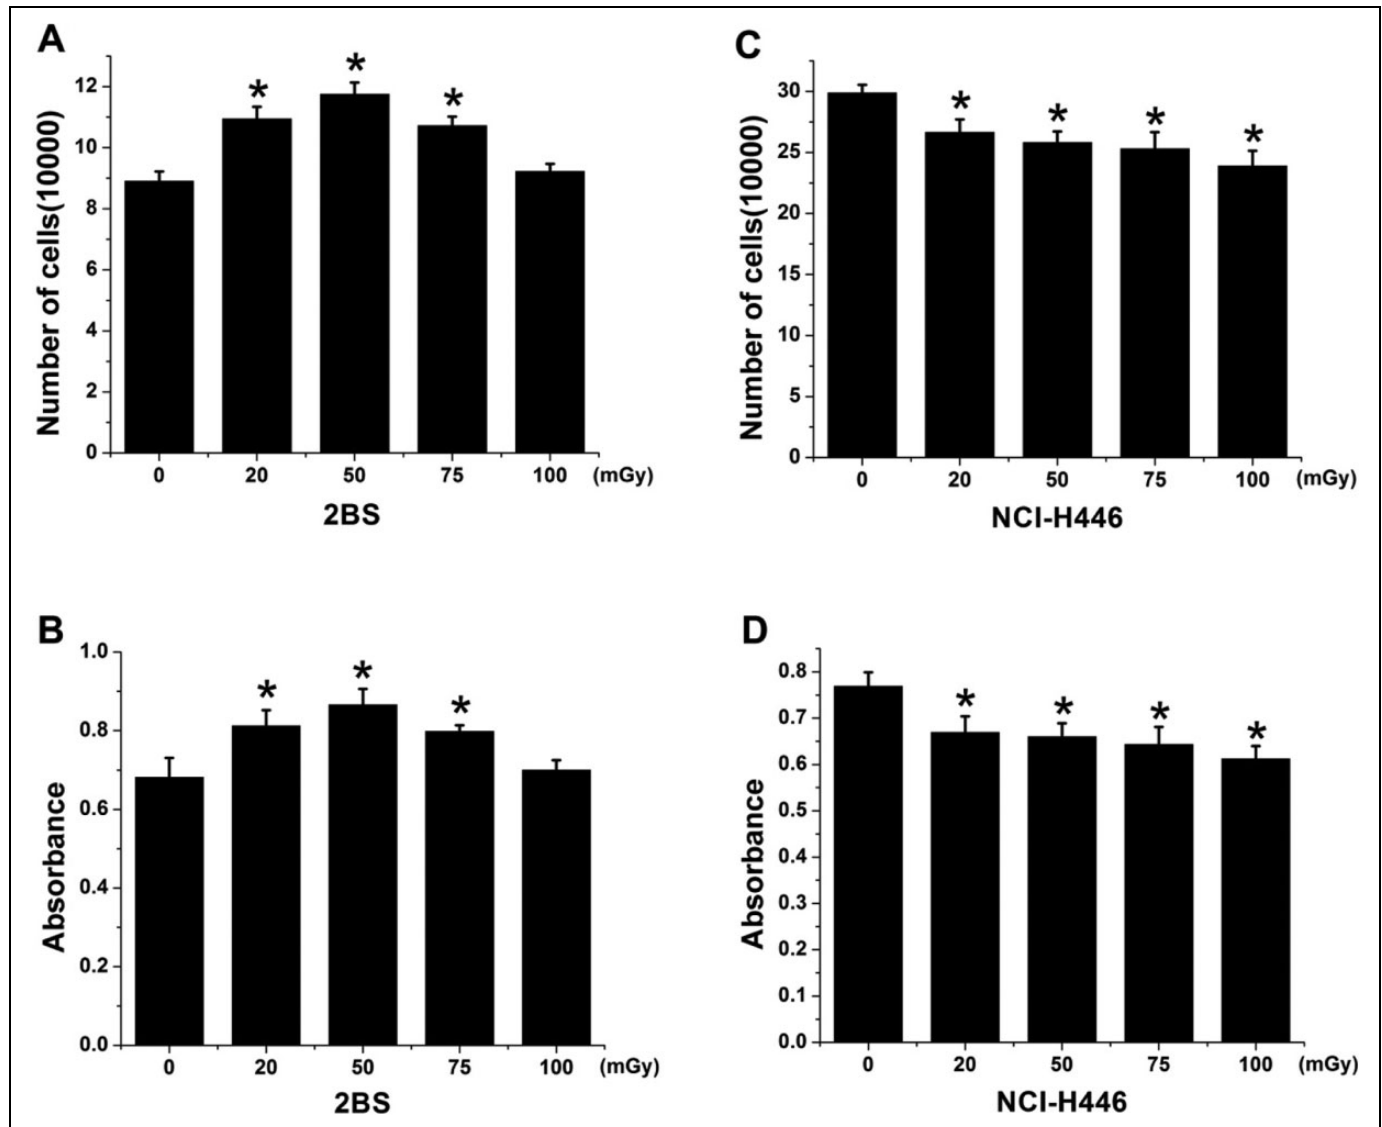 A
Number of cells(10000)
12
10
8
6
4
2
0
* * *
0 20 50 75 100 (mGy)
2BS
C
Number of cells(10000)
30
25
20
15
10
5
0
* * * *
0 20 50 75 100 (mGy)
NCI-H446
B
Absorbance
1.0
0.8
0.6
0.4
0.2
0.0
* * *
0 20 50 75 100 (mGy)
2BS
D
Absorbance
0.8
0.7
0.6
0.5
0.4
0.3
0.2
0.1
0.0
* * * *
0 20 50 75 100 (mGy)
NCI-H446